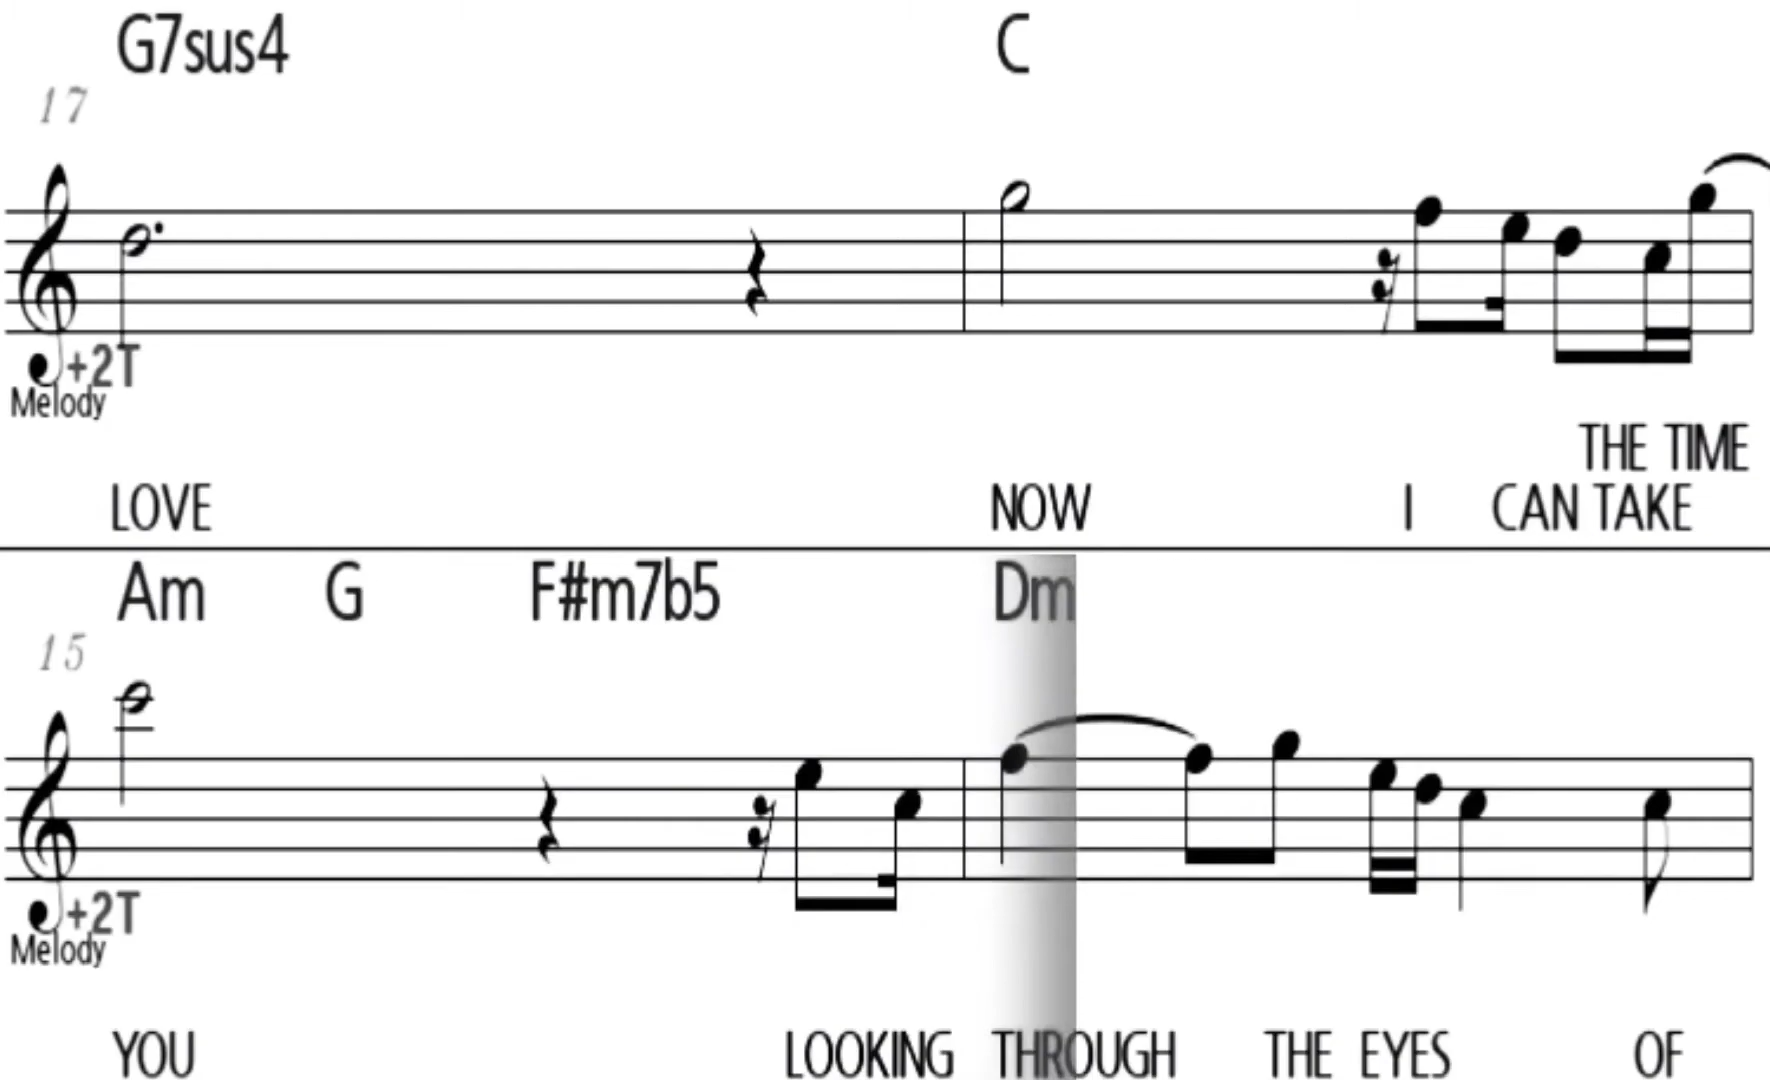 G7sus4 C
17
+2T
Melody
THE TIME
LOVE NOW I CAN TAKE
Am G F#m7b5 Dm
15
+2T
Melody
YOU LOOKING THROUGH THE EYES OF